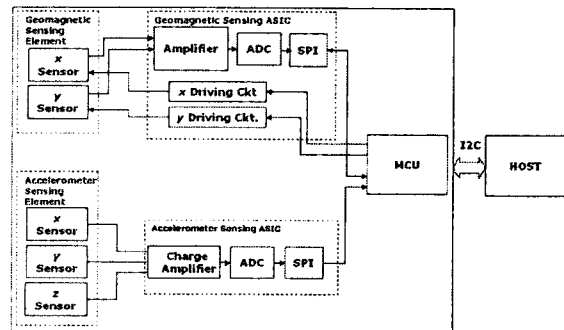 Geomagnetic
Sensing
Element
x
Sensor
y
Sensor
Geomagnetic Sensing ASIC
Amplifier
ADC
SPI
x Driving Ckt
y Driving Ckt.
MCU
I2C
HOST
Accelerometer
Sensing
Element
x
Sensor
y
Sensor
z
Sensor
Accelerometer Sensing ASIC
Charge
Amplifier
ADC
SPI